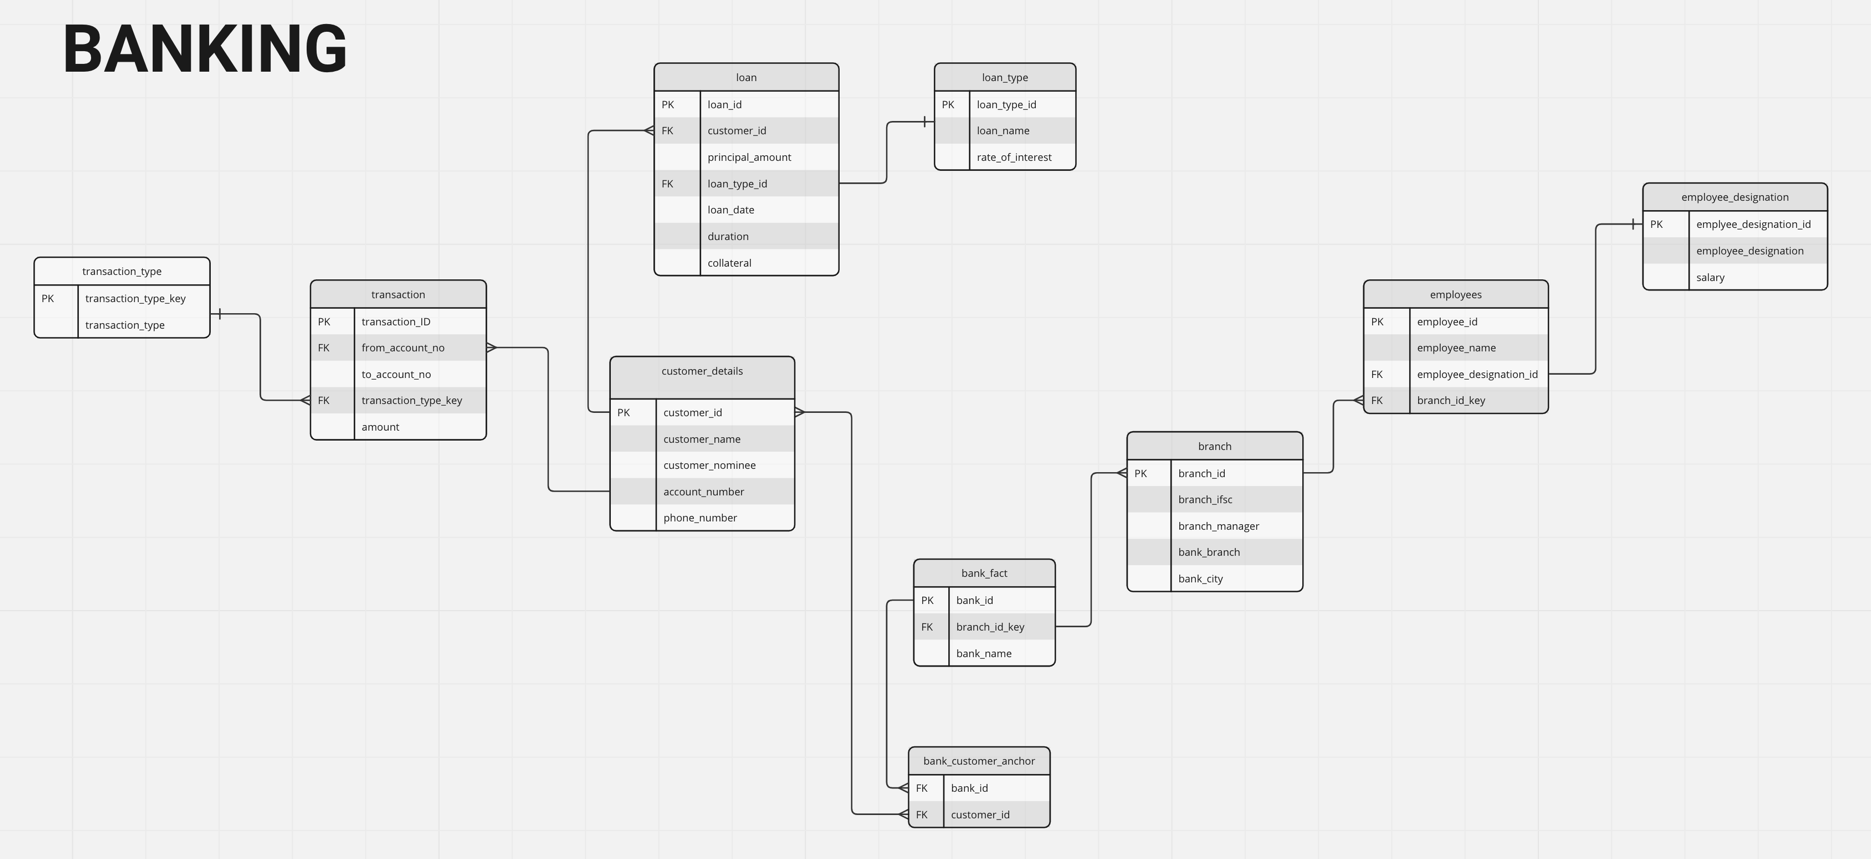 BANKING
loan
PK loan_id
FK customer_id
principal_amount
FK loan_type_id
loan_date
duration
collateral
loan_type
PK loan_type_id
loan_name
rate_of_interest
employee_designation
PK emplyee_designation_id
employee_designation
salary
transaction_type
PK transaction_type_key
transaction_type
transaction
PK transaction_ID
FK from_account_no
to_account_no
FK transaction_type_key
amount
employees
PK employee_id
employee_name
FK employee_designation_id
FK branch_id_key
customer_details
PK customer_id
customer_name
customer_nominee
account_number
phone_number
branch
PK branch_id
branch_ifsc
branch_manager
bank_branch
bank_city
bank_fact
PK bank_id
FK branch_id_key
bank_name
bank_customer_anchor
FK bank_id
FK customer_id